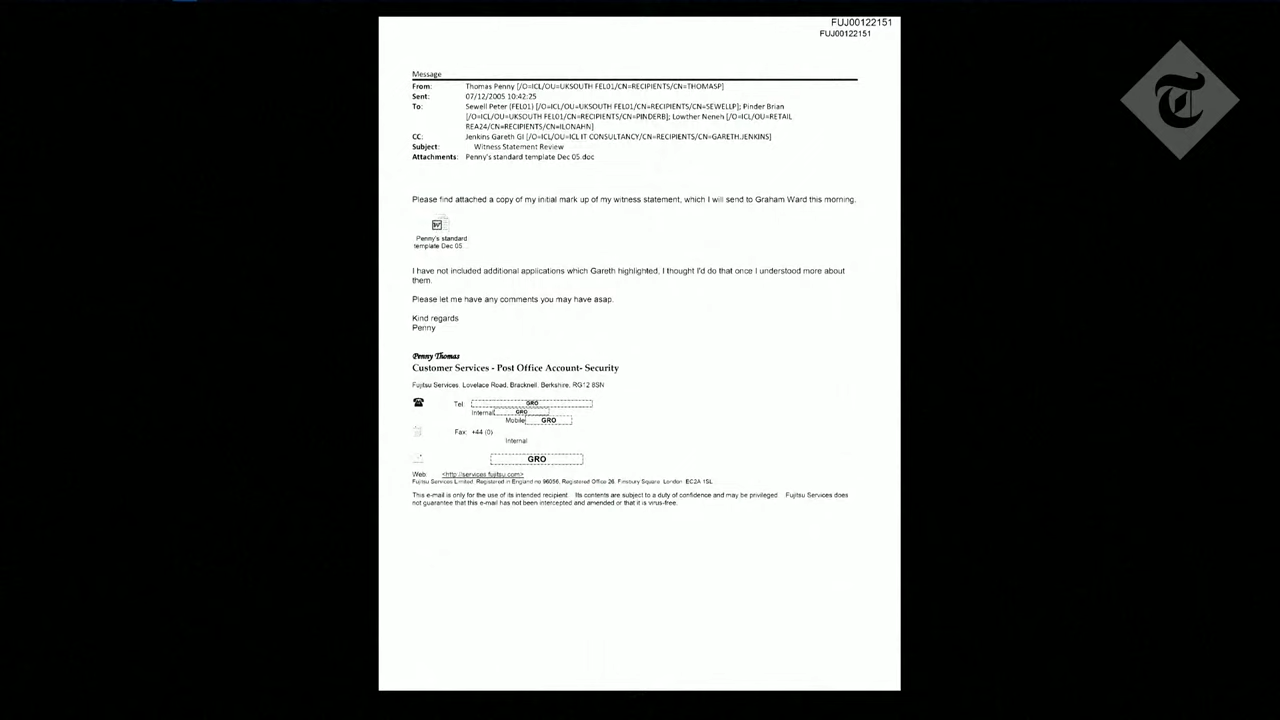 FUJ00122151
FUJ00122151
Message
From: Thomas Penny [/O=ICL/OU=UKSOUTH FEL01/CN=RECIPIENTS/CN=THOMASP]
Sent: 07/12/2005 10:42:25
To: Sewell Peter (FEL01) [/O=ICL/OU=UKSOUTH FEL01/CN=RECIPIENTS/CN=SEWELLP]; Pinder Brian
[/O=ICL/OU=UKSOUTH FEL01/CN=RECIPIENTS/CN=PINDERB]; Lowther Neneh [/O=ICL/OU=RETAIL
REA24/CN=RECIPIENTS/CN=ILONAHN]
CC: Jenkins Gareth GI [/O=ICL/OU=ICL IT CONSULTANCY/CN=RECIPIENTS/CN=GARETH.JENKINS]
Subject: Witness Statement Review
Attachments: Penny's standard template Dec 05.doc
Please find attached a copy of my initial mark up of my witness statement, which I will send to Graham Ward this morning.
Penny's standard
template Dec 05...
I have not included additional applications which Gareth highlighted, I thought I'd do that once I understood more about
them.
Please let me have any comments you may have asap.
Kind regards
Penny
Penny Thomas
Customer Services - Post Office Account- Security
Fujitsu Services, Lovelace Road, Bracknell, Berkshire, RG12 8SN
Tel: GRO
Internal GRO
Mobile GRO
Fax: +44 (0)
Internal
GRO
Web: <http://services.fujitsu.com>
Fujitsu Services Limited, Registered in England no 96056, Registered Office 26, Finsbury Square, London, EC2A 1SL
This e-mail is only for the use of its intended recipient. Its contents are subject to a duty of confidence and may be privileged. Fujitsu Services does
not guarantee that this e-mail has not been intercepted and amended or that it is virus-free.
T